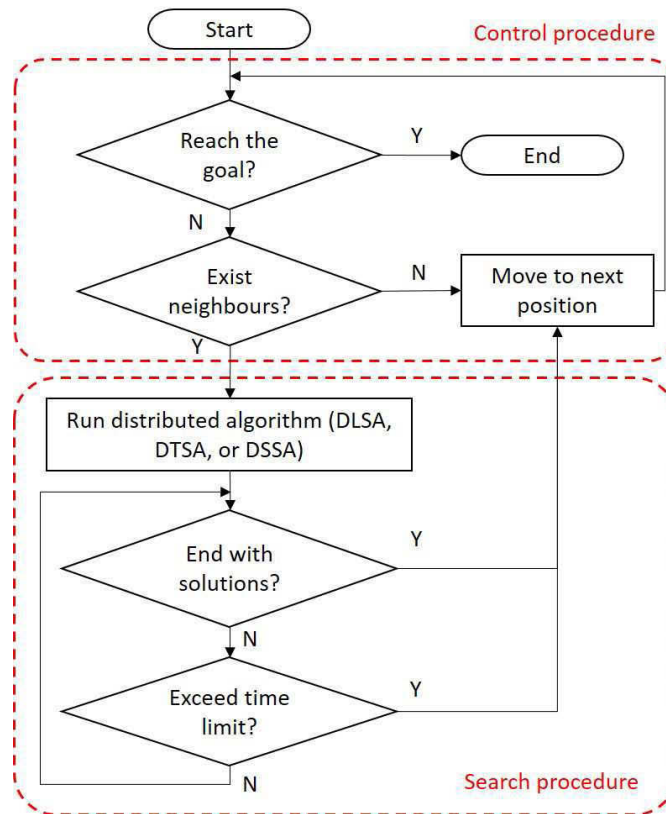 Start
Control procedure
Reach the
goal?
Y
End
N
Exist
neighbours?
N
Move to next
position
Y
Run distributed algorithm (DLSA,
DTSA, or DSSA)
End with
solutions?
Y
N
Exceed time
limit?
Y
N
Search procedure